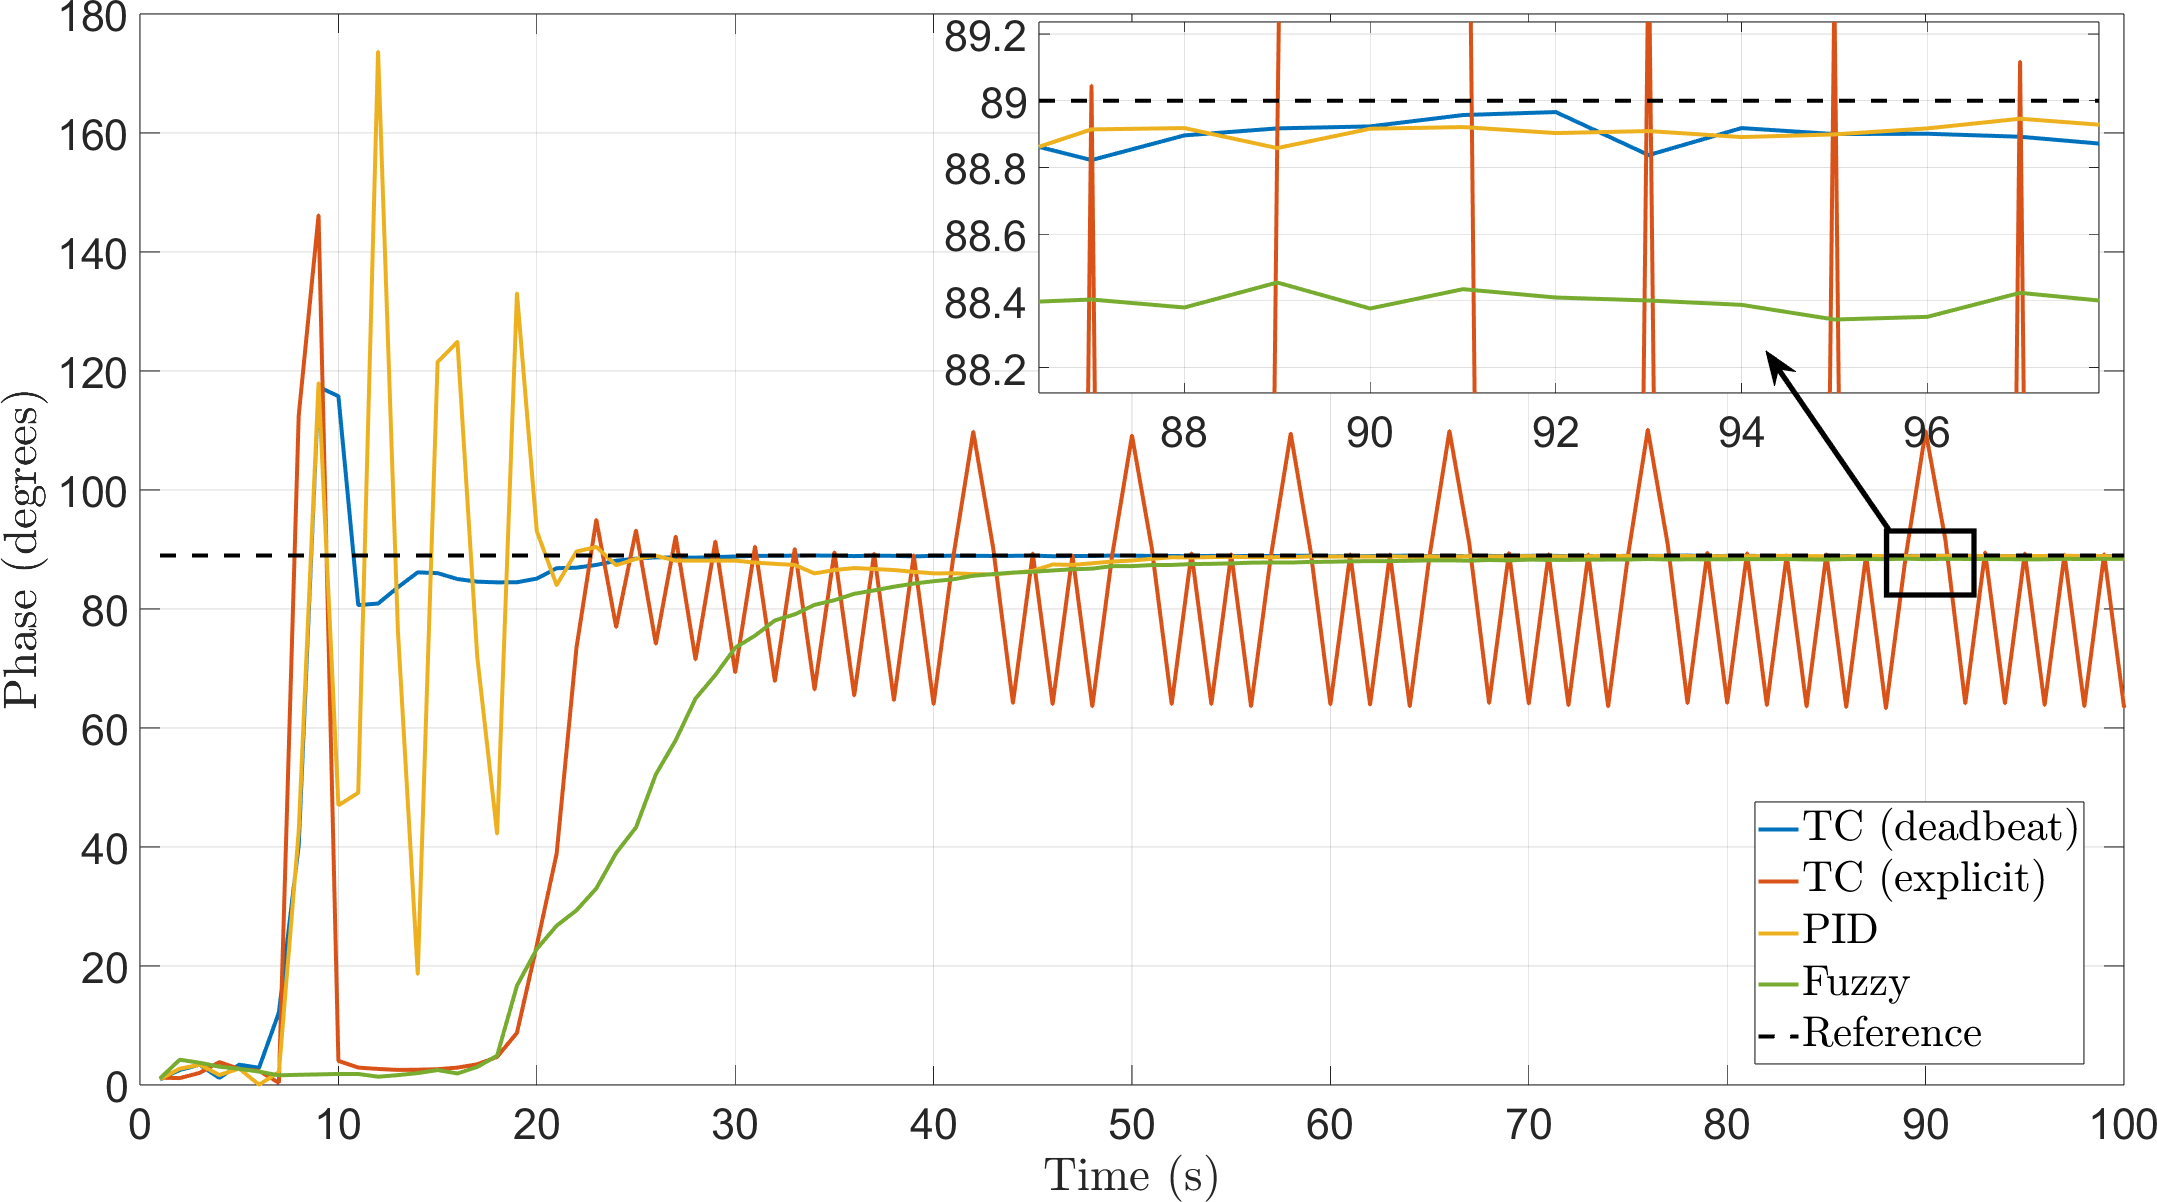 180
160
140
120
100
80
60
40
20
0
Phase (degrees)
89.2
89
88.8
88.6
88.4
88.2
88 90 92 94 96
TC (deadbeat)
TC (explicit)
PID
Fuzzy
Reference
0 10 20 30 40 50 60 70 80 90 100
Time (s)